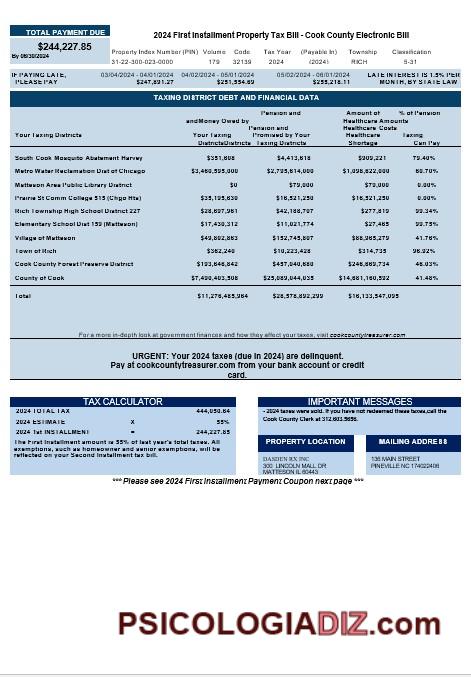 TOTAL PAYMENT DUE
$244,227.85
By 06/30/2024
2024 First Installment Property Tax Bill - Cook County Electronic Bill
Property Index Number (PIN) Volume Code Tax Year (Payable In) Township Classification
31-22-300-023-0000 179 32139 2024 (2024) RICH 5-31
IF PAYING LATE, 03/04/2024 - 04/01/2024 04/02/2024 - 05/01/2024 05/02/2024 - 06/01/2024 LATE INTEREST IS 1.5% PER
PLEASE PAY $247,891.27 $251,554.69 $255,218.11 MONTH, BY STATE LAW
TAXING DISTRICT DEBT AND FINANCIAL DATA
Pension and Amount of % of Pension
and Money Owed by Healthcare Amounts
Pension and Healthcare Costs
Your Taxing Districts Your Taxing Promised by Your Healthcare Taxing
Districts Districts Taxing Districts Shortage Can Pay
South Cook Mosquito Abatement Harvey $351,608 $4,413,618 $909,221 79.40%
Metro Water Reclamation Dist of Chicago $3,460,595,000 $2,795,614,000 $1,098,622,000 60.70%
Matteson Area Public Library District $0 $79,000 $79,000 0.00%
Prairie St Comm College 515 (Chgo Hts) $35,195,630 $16,521,250 $16,521,250 0.00%
Rich Township High School District 227 $28,697,961 $42,188,707 $277,819 99.34%
Elementary School Dist 159 (Matteson) $17,430,312 $11,021,774 $27,465 99.75%
Village of Matteson $49,802,863 $152,745,807 $88,965,279 41.76%
Town of Rich $362,240 $10,223,428 $314,735 96.92%
Cook County Forest Preserve District $193,646,842 $457,040,680 $246,669,734 46.03%
County of Cook $7,490,403,508 $25,089,044,035 $14,681,160,592 41.48%
Total $11,276,485,964 $28,578,892,299 $16,133,547,095
For a more in-depth look at government finances and how they affect your taxes, visit cookcountytreasurer.com
URGENT: Your 2024 taxes (due in 2024) are delinquent.
Pay at cookcountytreasurer.com from your bank account or credit
card.
TAX CALCULATOR
2024 TOTAL TAX 444,050.64
2024 ESTIMATE X 55%
2024 1st INSTALLMENT = 244,227.85
The First Installment amount is 55% of last year's total taxes. All
exemptions, such as homeowner and senior exemptions, will be
reflected on your Second Installment tax bill.
IMPORTANT MESSAGES
- 2024 taxes were sold. If you have not redeemed these taxes,call the
Cook County Clerk at 312.603.5656.
PROPERTY LOCATION
DASDEN RX INC
300 LINCOLN MALL DR
MATTESON IL 60443
MAILING ADDRESS
136 MAIN STREET
PINEVILLE NC 174022406
*** Please see 2024 First Installment Payment Coupon next page ***
PSICOLOGIADIZ.com